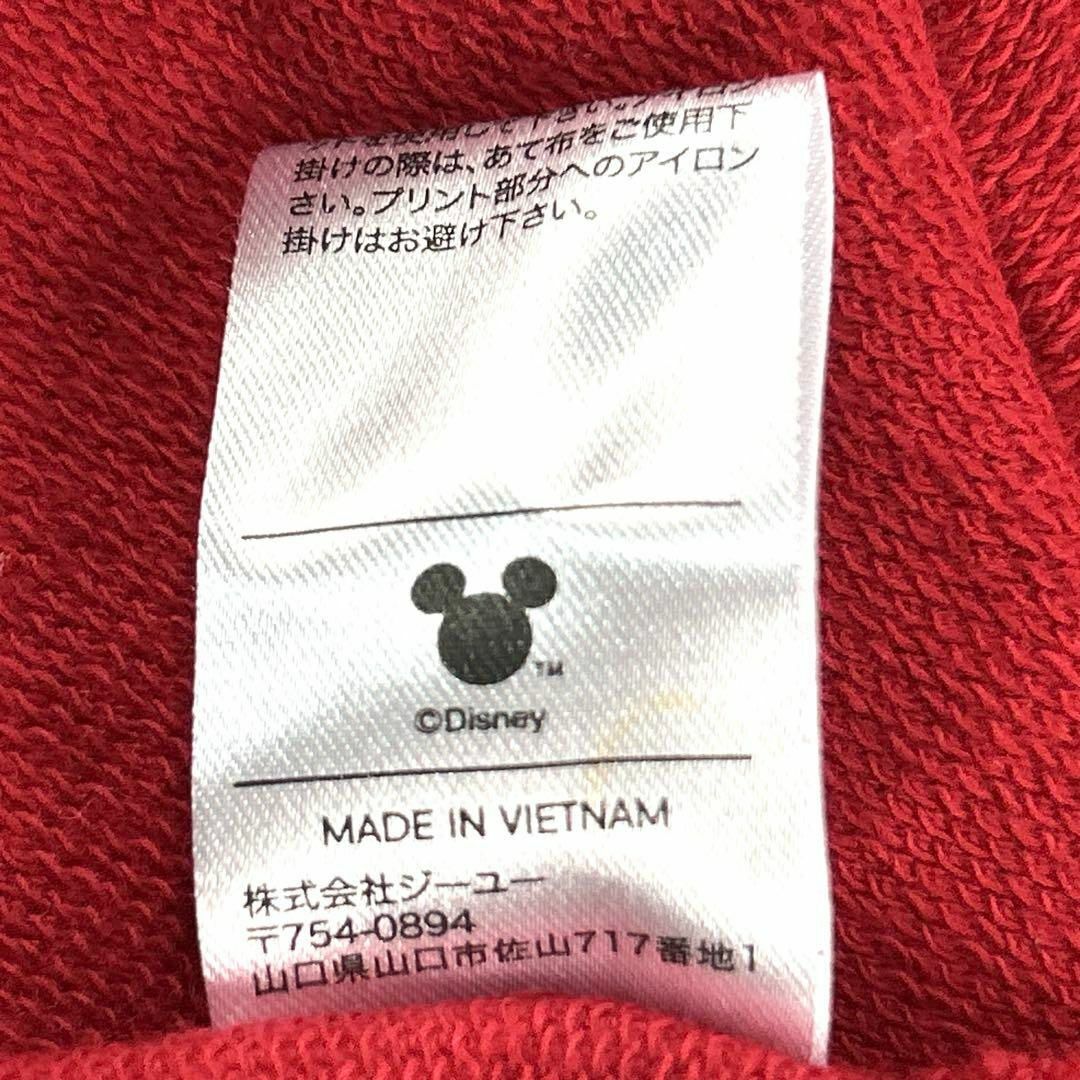 掛けの際は、あて布をご使用下
さい。プリント部分へのアイロン
掛けはお避け下さい。
TM
©Disney
MADE IN VIETNAM
株式会社ジーユー
〒754-0894
山口県山口市佐山717番地1